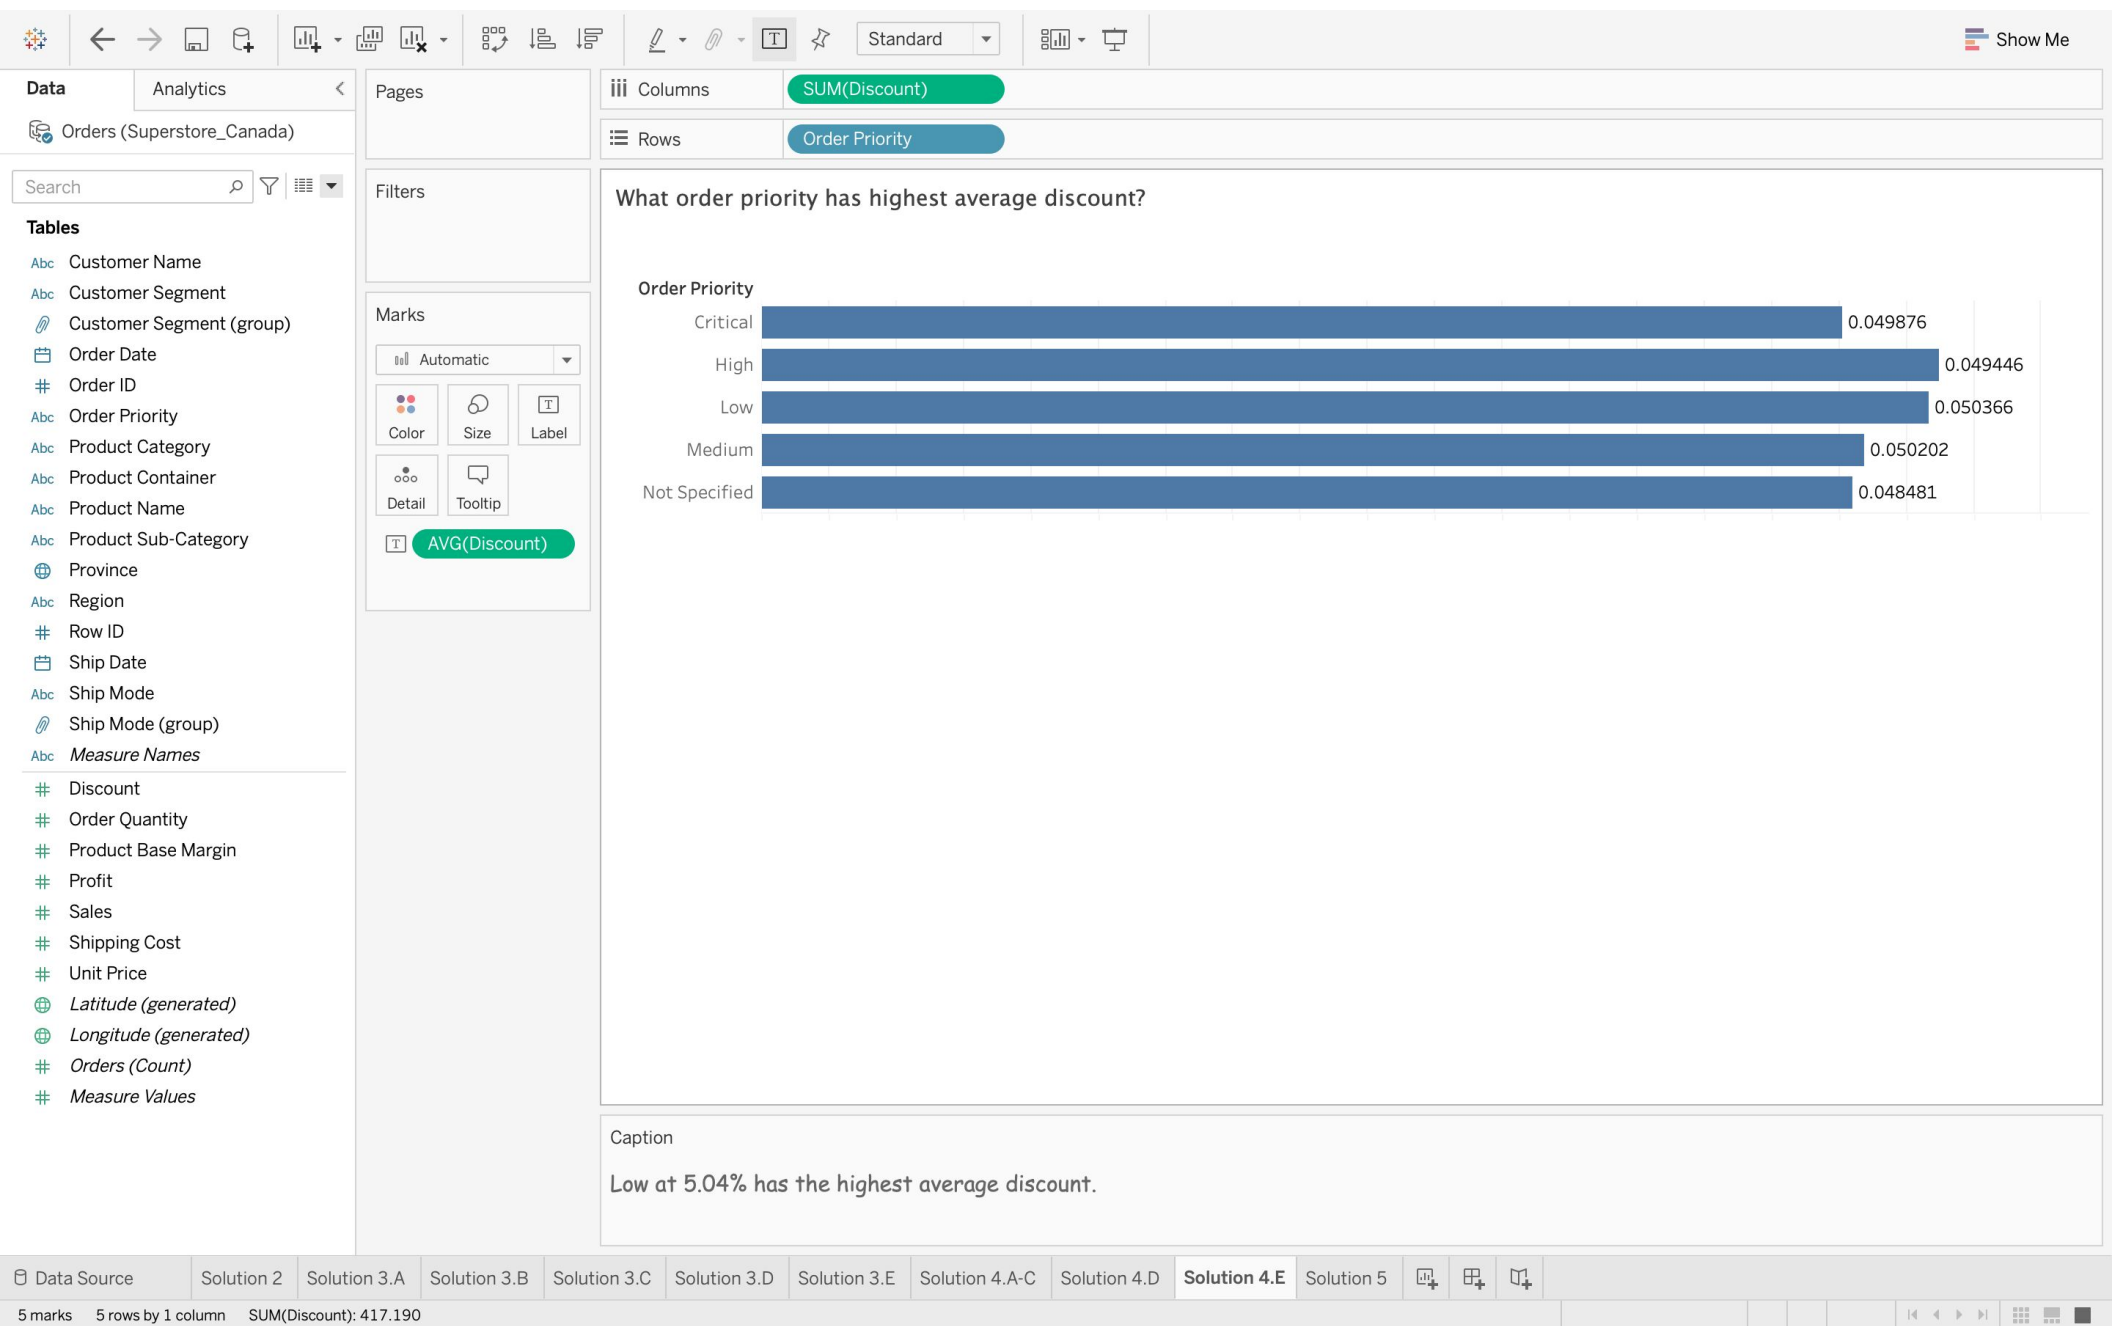 Standard
Show Me
Data
Analytics
Orders (Superstore_Canada)
Search
Tables
Abc Customer Name
Abc Customer Segment
Customer Segment (group)
Order Date
# Order ID
Abc Order Priority
Abc Product Category
Abc Product Container
Abc Product Name
Abc Product Sub-Category
Province
Abc Region
# Row ID
Ship Date
Abc Ship Mode
Ship Mode (group)
Abc Measure Names
# Discount
# Order Quantity
# Product Base Margin
# Profit
# Sales
# Shipping Cost
# Unit Price
Latitude (generated)
Longitude (generated)
# Orders (Count)
# Measure Values
Pages
Filters
Marks
Automatic
Color Size Label
Detail Tooltip
T AVG(Discount)
Columns SUM(Discount)
Rows Order Priority
What order priority has highest average discount?
Order Priority
Critical 0.049876
High 0.049446
Low 0.050366
Medium 0.050202
Not Specified 0.048481
Caption
Low at 5.04% has the highest average discount.
Data Source Solution 2 Solution 3.A Solution 3.B Solution 3.C Solution 3.D Solution 3.E Solution 4.A-C Solution 4.D Solution 4.E Solution 5
5 marks 5 rows by 1 column SUM(Discount): 417.190